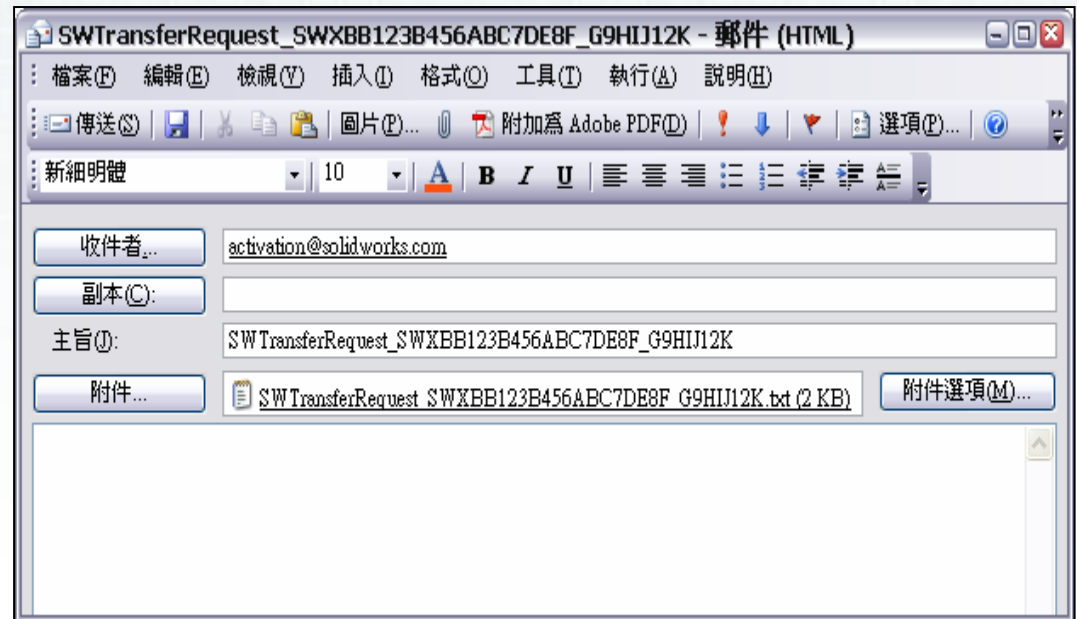 SWTransferRequest_SWXBB123B456ABC7DE8F_G9HIJ12K - 郵件 (HTML)
檔案(F) 編輯(E) 檢視(V) 插入(I) 格式(O) 工具(T) 執行(A) 說明(H)
傳送(S) 圖片(P)... 附加為 Adobe PDF(D) 選項(P)...
新細明體 10 A B I U
收件者... activation@solidworks.com
副本(C):
主旨(J): SWTransferRequest_SWXBB123B456ABC7DE8F_G9HIJ12K
附件... SWTransferRequest_SWXBB123B456ABC7DE8F_G9HIJ12K.txt (2 KB) 附件選項(M)...